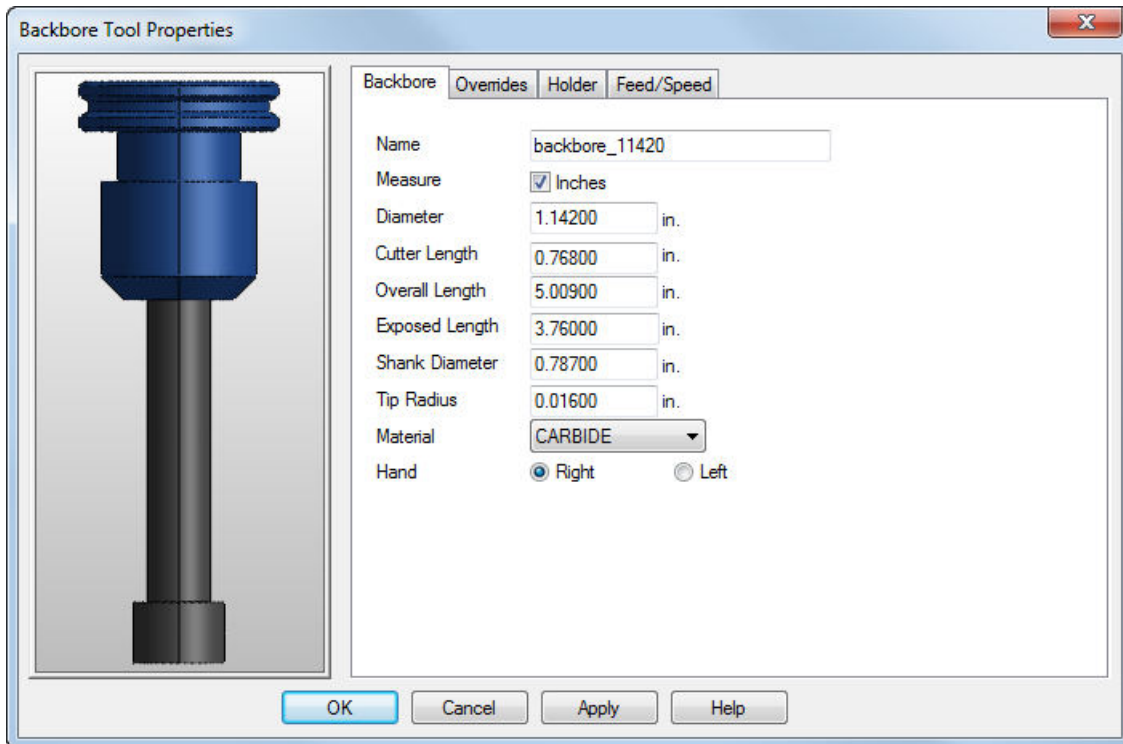 Backbore Tool Properties
Backbore Overrides Holder Feed/Speed
Name backbore_11420
Measure Inches
Diameter 1.14200 in.
Cutter Length 0.76800 in.
Overall Length 5.00900 in.
Exposed Length 3.76000 in.
Shank Diameter 0.78700 in.
Tip Radius 0.01600 in.
Material CARBIDE
Hand Right Left
OK Cancel Apply Help